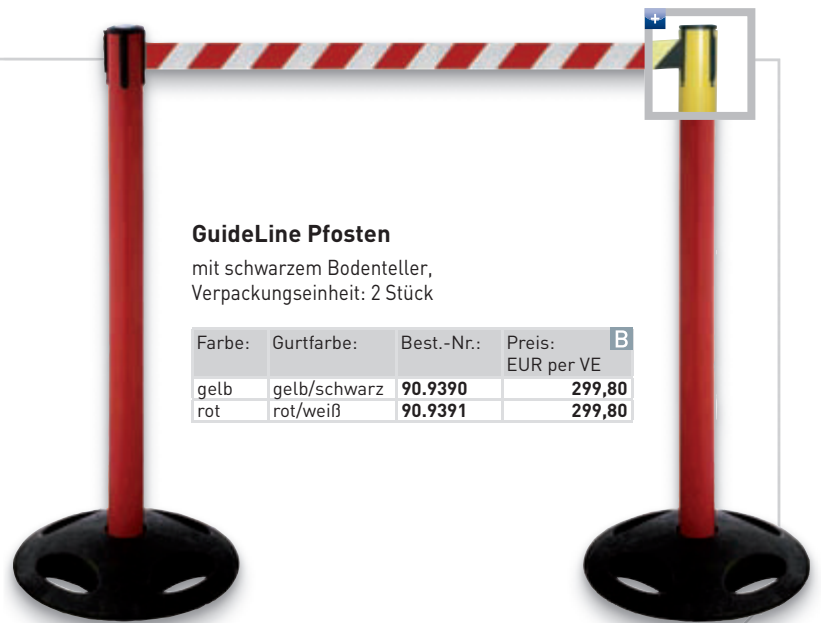 +
GuideLine Pfosten
mit schwarzem Bodenteller,
Verpackungseinheit: 2 Stück
Farbe: Gurtfarbe: Best.-Nr.: Preis: B
EUR per VE
gelb gelb/schwarz 90.9390 299,80
rot rot/weiß 90.9391 299,80